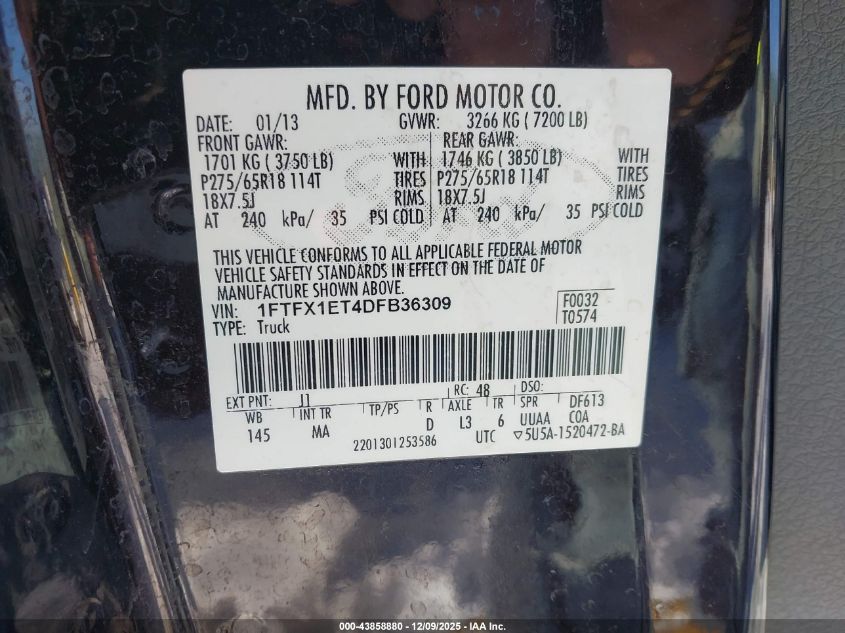 MFD. BY FORD MOTOR CO.
DATE: 01/13 GVWR: 3266 KG ( 7200 LB)
FRONT GAWR: REAR GAWR:
1701 KG ( 3750 LB) WITH 1746 KG ( 3850 LB) WITH
P275/65R18 114T TIRES P275/65R18 114T TIRES
18X7.5J RIMS 18X7.5J RIMS
AT 240 kPa/ 35 PSI COLD AT 240 kPa/ 35 PSI COLD
THIS VEHICLE CONFORMS TO ALL APPLICABLE FEDERAL MOTOR
VEHICLE SAFETY STANDARDS IN EFFECT ON THE DATE OF
MANUFACTURE SHOWN ABOVE.
VIN: 1FTFX1ET4DFB36309 F0032
TYPE: Truck T0574
EXT PNT: J1 RC: 48 DSO:
WB INT TR TP/PS R AXLE TR SPR DF613
145 MA D L3 6 UUAA COA
2201301253586 UTC ▽5U5A-1520472-BA
000-43858880 - 12/09/2025 - IAA Inc.